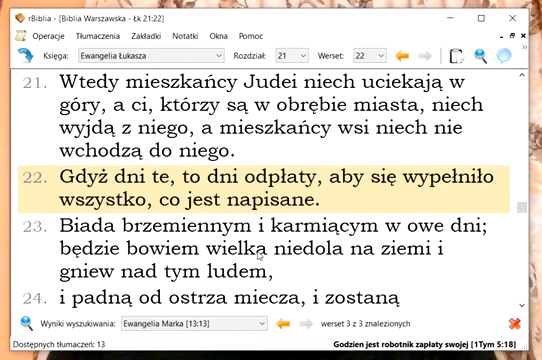 rBiblia - [Biblia Warszawska - Łk 21:22]
Operacje Tłumaczenia Zakładki Notatki Okna Pomoc
Księga: Ewangelia Łukasza Rozdział: 21 Werset: 22
21. Wtedy mieszkańcy Judei niech uciekają w
góry, a ci, którzy są w obrębie miasta, niech
wyjdą z niego, a mieszkańcy wsi niech nie
wchodzą do niego.
22. Gdyż dni te, to dni odpłaty, aby się wypełniło
wszystko, co jest napisane.
23. Biada brzemiennym i karmiącym w owe dni;
będzie bowiem wielka niedola na ziemi i
gniew nad tym ludem,
24. i padną od ostrza miecza, i zostaną
Wyniki wyszukiwania: Ewangelia Marka [13:13] werset 3 z 3 znalezionych
Dostępnych tłumaczeń: 13 Godzien jest robotnik zapłaty swojej [1Tym 5:18]